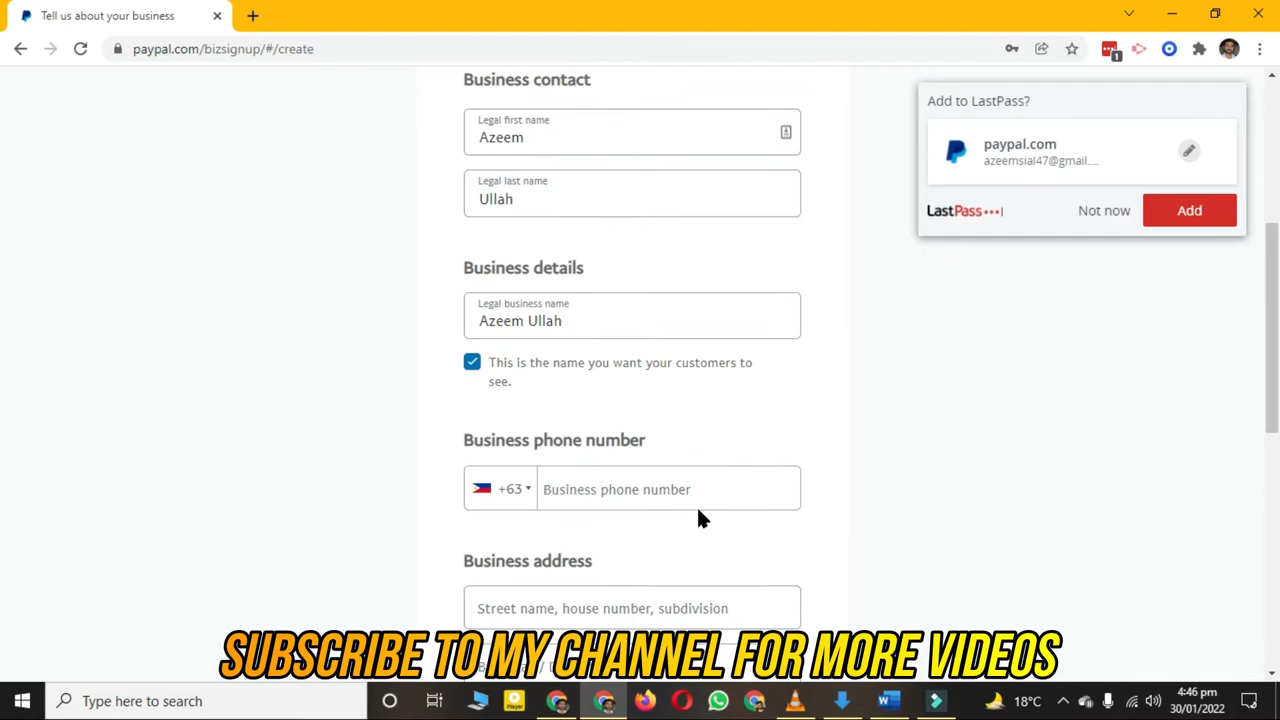 Tell us about your business
paypal.com/bizsignup/#/create
1
Business contact
Legal first name
Azeem
Legal last name
Ullah
Business details
Legal business name
Azeem Ullah
This is the name you want your customers to
see.
Business phone number
+63
Business phone number
Business address
Street name, house number, subdivision
Add to LastPass?
paypal.com
azeemsial47@gmail....
LastPass
Not now
Add
SUBSCRIBE TO MY CHANNEL FOR MORE VIDEOS
Type here to search
18°C
4:46 pm
30/01/2022